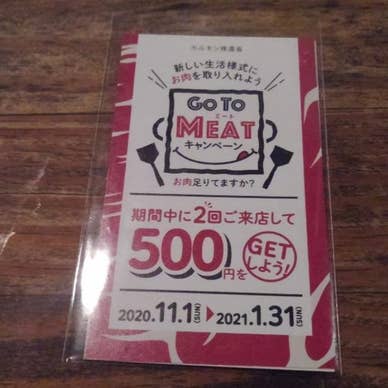 新しい生活様式に
お肉を取り入れよう
GO TO
MEAT
ミート
キャンペーン
お肉足りてますか?
期間中に2回ご来店して
500円を
GET
しよう!
2020.11.1(SUN)▶2021.1.31(SUN)